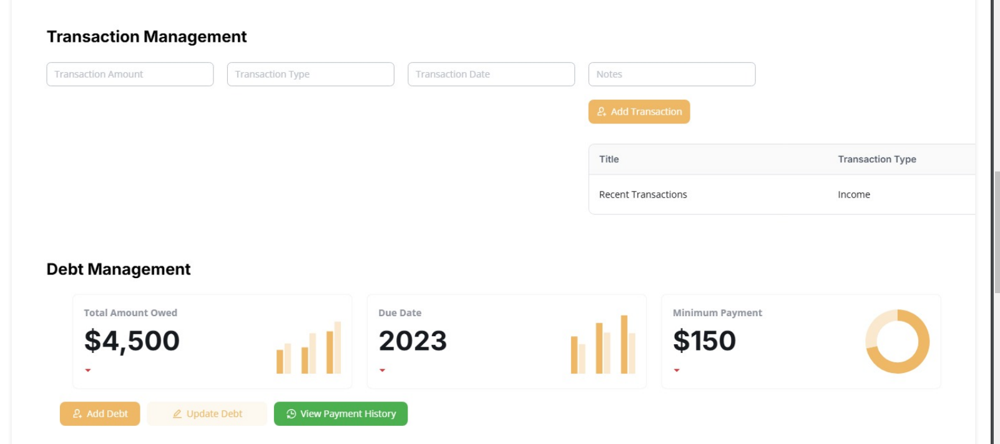 Transaction Management
Transaction Amount
Transaction Type
Transaction Date
Notes
Add Transaction
Title Transaction Type
Recent Transactions Income
Debt Management
Total Amount Owed
$4,500
Due Date
2023
Minimum Payment
$150
Add Debt
Update Debt
View Payment History